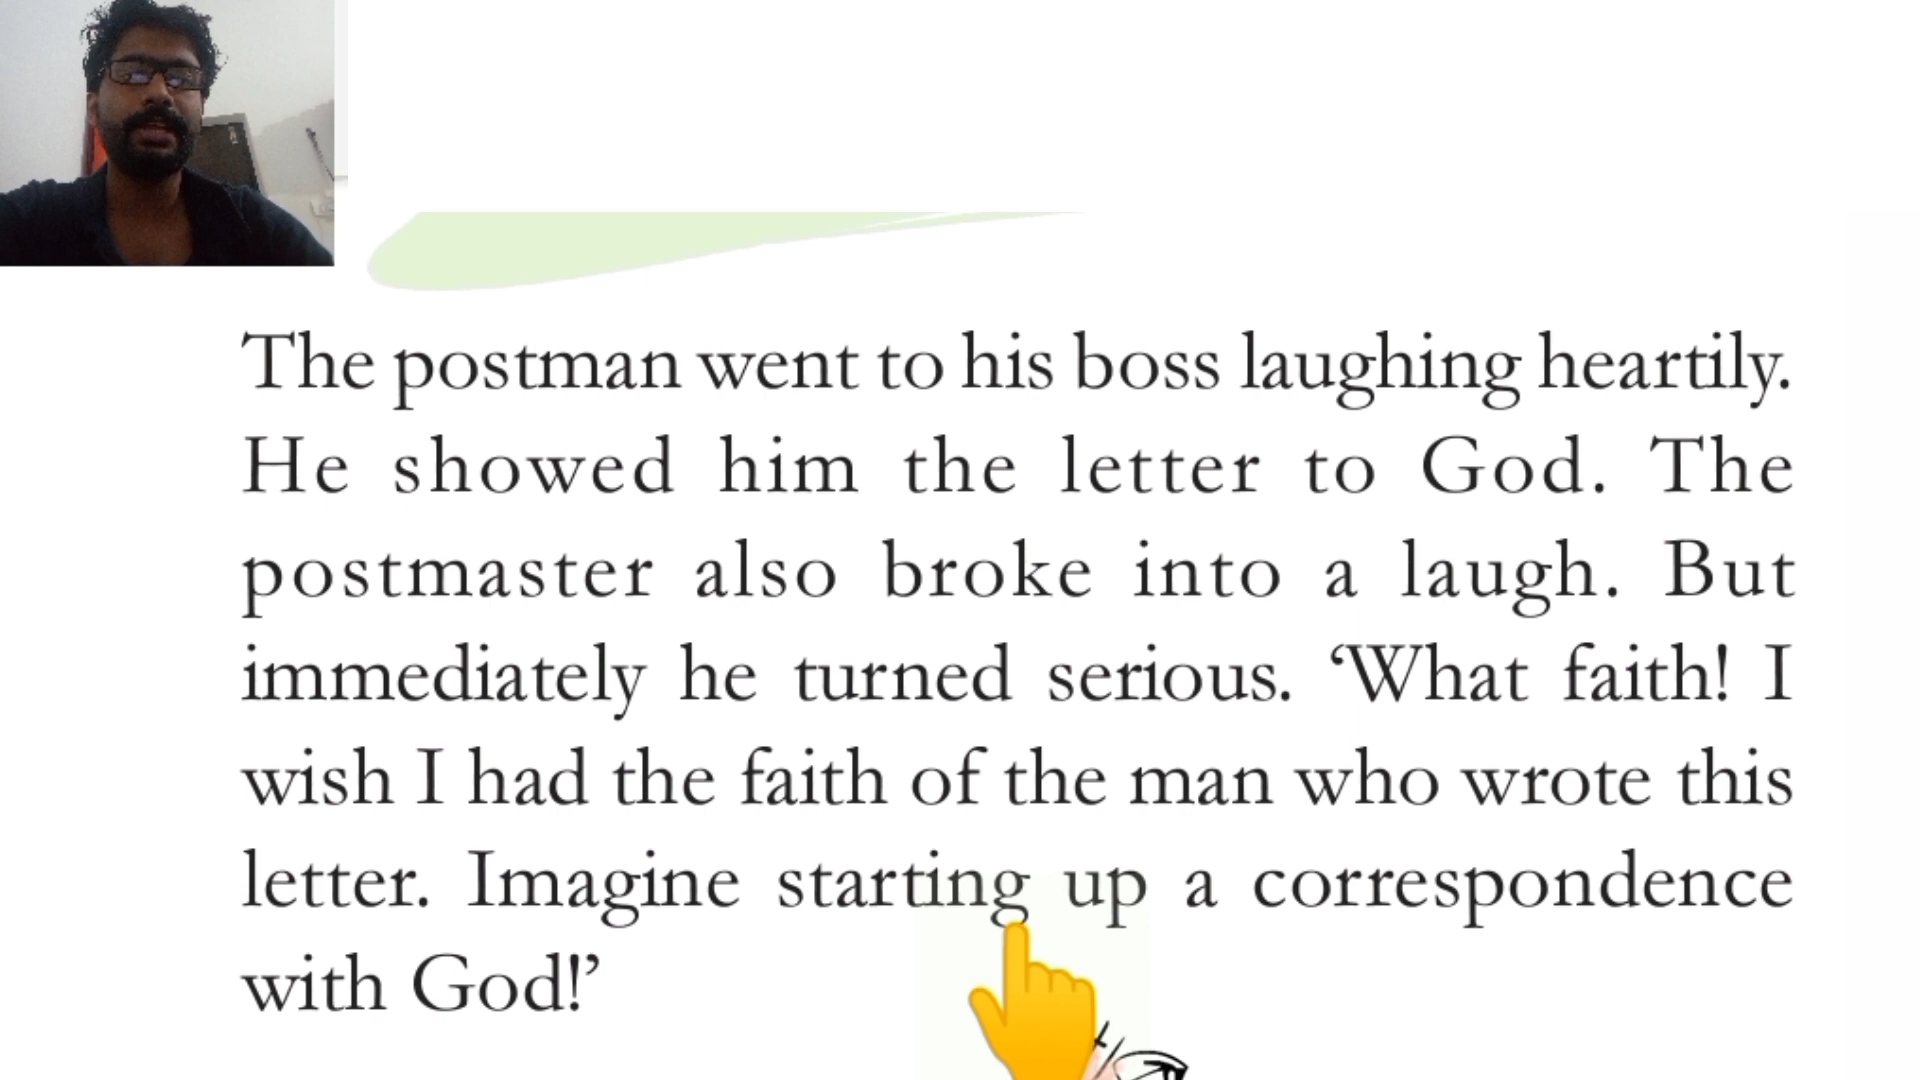 The postman went to his boss laughing heartily.
He showed him the letter to God. The
postmaster also broke into a laugh. But
immediately he turned serious. ‘What faith! I
wish I had the faith of the man who wrote this
letter. Imagine starting up a correspondence
with God!’